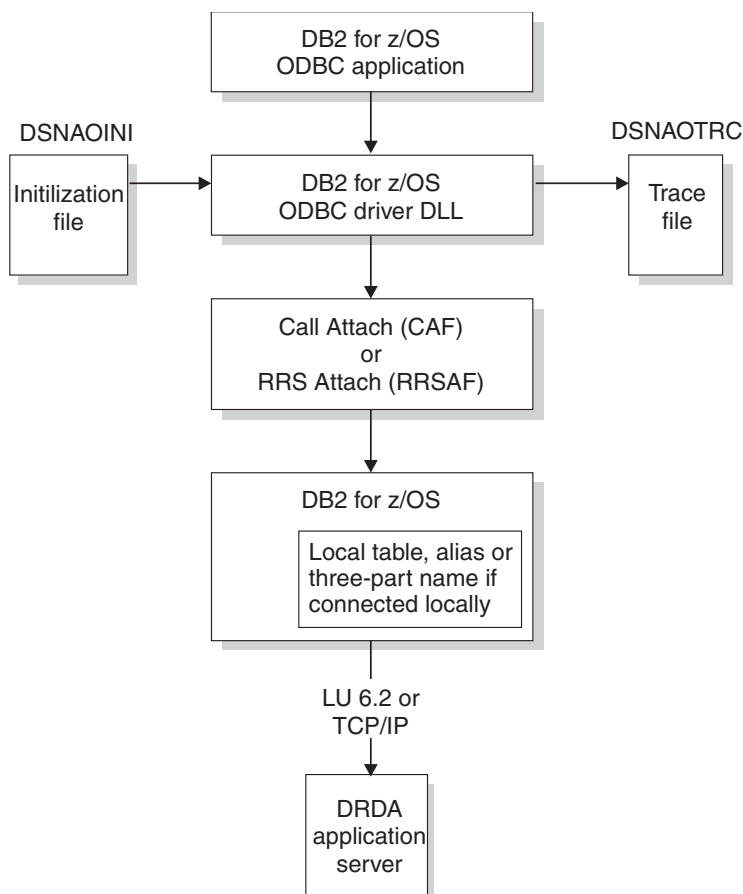 DB2 for z/OS
ODBC application
DSNAOINI
DSNAOTRC
Initilization
file
DB2 for z/OS
ODBC driver DLL
Trace
file
Call Attach (CAF)
or
RRS Attach (RRSAF)
DB2 for z/OS
Local table, alias or
three-part name if
connected locally
LU 6.2 or
TCP/IP
DRDA
application
server